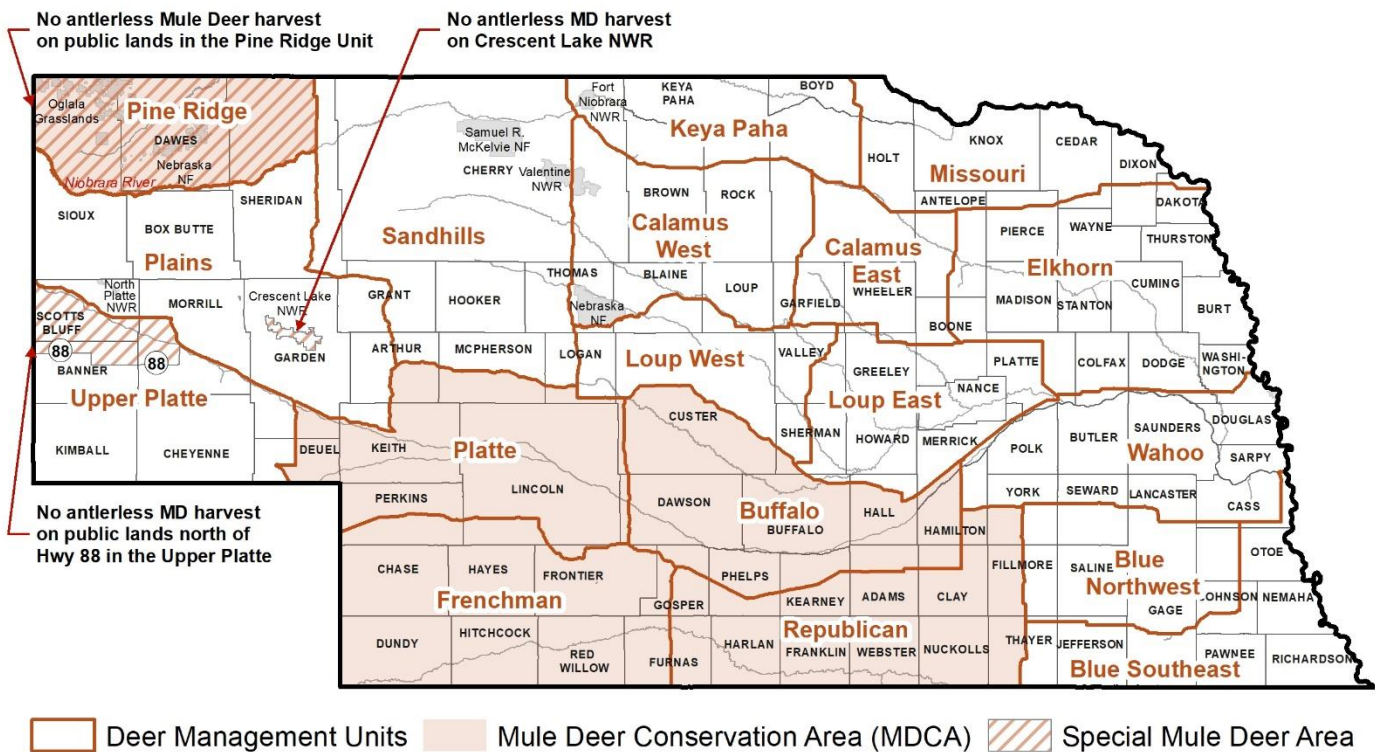 No antlerless Mule Deer harvest
on public lands in the Pine Ridge Unit
No antlerless MD harvest
on Crescent Lake NWR
Oglala
Grasslands
Pine Ridge
DAWES
Nebraska
NF
Niobrara River
SIOUX
SHERIDAN
BOX BUTTE
Plains
North
Platte
NWR
MORRILL
Crescent Lake
NWR
GARDEN
SCOTTS
BLUFF
88
88
BANNER
Upper Platte
KIMBALL
CHEYENNE
DEUEL
No antlerless MD harvest
on public lands north of
Hwy 88 in the Upper Platte
Samuel R.
McKelvie NF
CHERRY
Valentine
NWR
Fort
Niobrara
NWR
Sandhills
GRANT
HOOKER
THOMAS
ARTHUR
MCPHERSON
LOGAN
KEYA
PAHA
BOYD
Keya Paha
BROWN
ROCK
Calamus
West
BLAINE
LOUP
Nebraska
NF
HOLT
KNOX
CEDAR
DIXON
Missouri
ANTELOPE
DAKOTA
PIERCE
WAYNE
THURSTON
Calamus
East
GARFIELD
WHEELER
Elkhorn
CUMING
MADISON
STANTON
BURT
BOONE
Loup West
VALLEY
GREELEY
PLATTE
COLFAX
DODGE
WASHI-
NGTON
NANCE
Loup East
CUSTER
SHERMAN
HOWARD
MERRICK
POLK
BUTLER
SAUNDERS
DOUGLAS
Wahoo
SARPY
KEITH
Platte
LINCOLN
PERKINS
DAWSON
Buffalo
BUFFALO
HALL
HAMILTON
YORK
SEWARD
LANCASTER
CASS
OTOE
CHASE
HAYES
FRONTIER
Frenchman
GOSPER
PHELPS
KEARNEY
ADAMS
CLAY
FILLMORE
SALINE
Blue
Northwest
GAGE
JOHNSON
NEMAHA
DUNDY
HITCHCOCK
RED
WILLOW
FURNAS
HARLAN
Republican
FRANKLIN
WEBSTER
NUCKOLLS
THAYER
JEFFERSON
Blue Southeast
PAWNEE
RICHARDSON
Deer Management Units
Mule Deer Conservation Area (MDCA)
Special Mule Deer Area